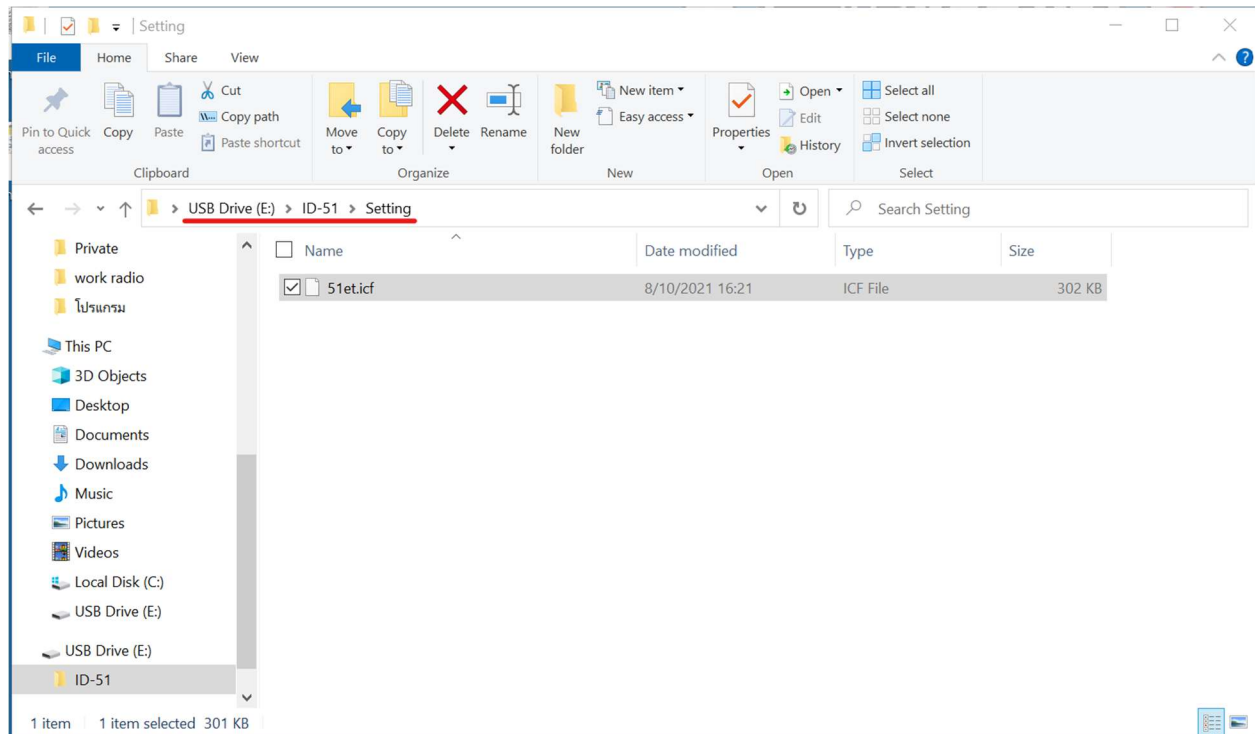 Setting
File Home Share View
Pin to Quick access
Copy
Paste
Cut
Copy path
Paste shortcut
Clipboard
Move to
Copy to
Delete
Rename
Organize
New folder
New item
Easy access
New
Properties
Open
Edit
History
Open
Select all
Select none
Invert selection
Select
USB Drive (E:) > ID-51 > Setting
Search Setting
Private
work radio
โปรแกรม
This PC
3D Objects
Desktop
Documents
Downloads
Music
Pictures
Videos
Local Disk (C:)
USB Drive (E:)
USB Drive (E:)
ID-51
Name Date modified Type Size
51et.icf 8/10/2021 16:21 ICF File 302 KB
1 item 1 item selected 301 KB